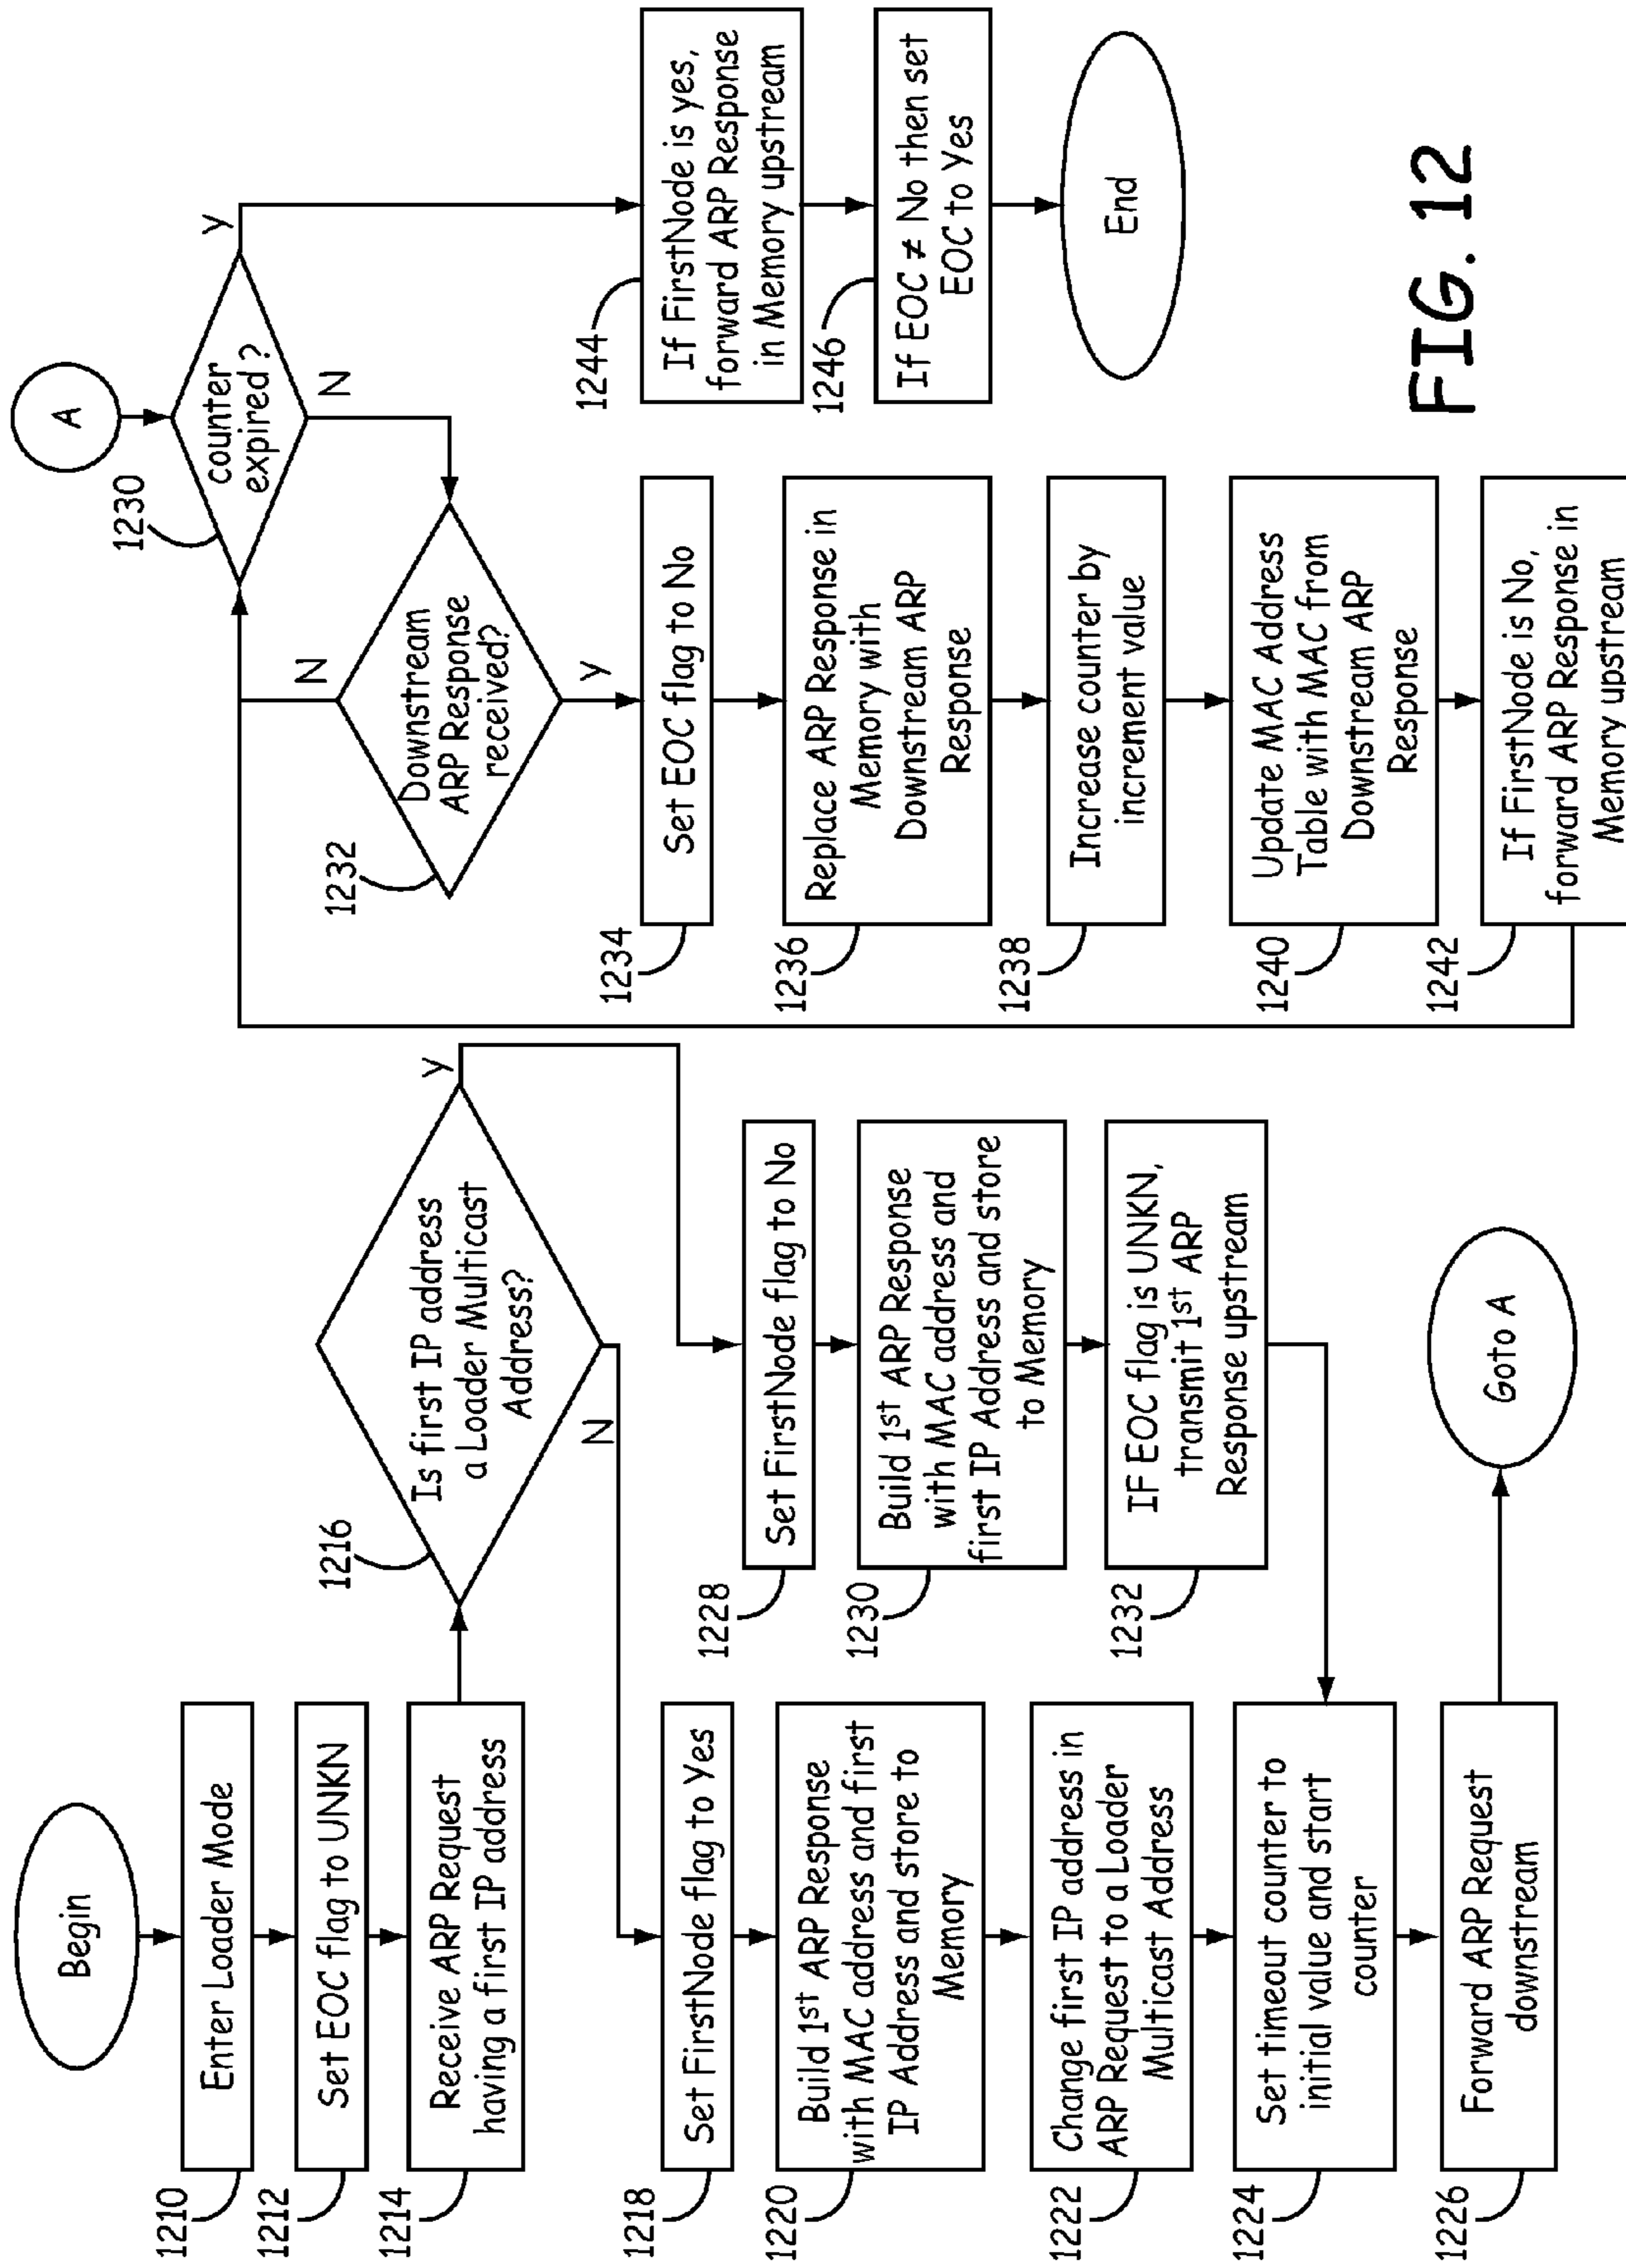 Begin
1210
Enter Loader Mode
1212
Set EOC flag to UNKN
1214
Receive ARP Request
having a first IP address
1216
Is first IP address
a Loader Multicast
Address?
Y
N
1218
Set FirstNode flag to Yes
1220
Build 1st ARP Response
with MAC address and first
IP Address and store to
Memory
1222
Change first IP address in
ARP Request to a Loader
Multicast Address
1224
Set timeout counter to
initial value and start
counter
1226
Forward ARP Request
downstream
1228
Set FirstNode flag to No
1230
Build 1st ARP Response
with MAC address and
first IP Address and store
to Memory
1232
IF EOC flag is UNKN,
transmit 1st ARP
Response upstream
Goto A
A
1230
counter
expired?
Y
N
1232
Downstream
ARP Response
received?
N
Y
1234
Set EOC flag to No
1236
Replace ARP Response in
Memory with
Downstream ARP
Response
1238
Increase counter by
increment value
1240
Update MAC Address
Table with MAC from
Downstream ARP
Response
1242
If FirstNode is No,
forward ARP Response in
Memory upstream
1244
If FirstNode is yes,
forward ARP Response
in Memory upstream
1246
If EOC ≠ No then set
EOC to Yes
End
FIG. 12